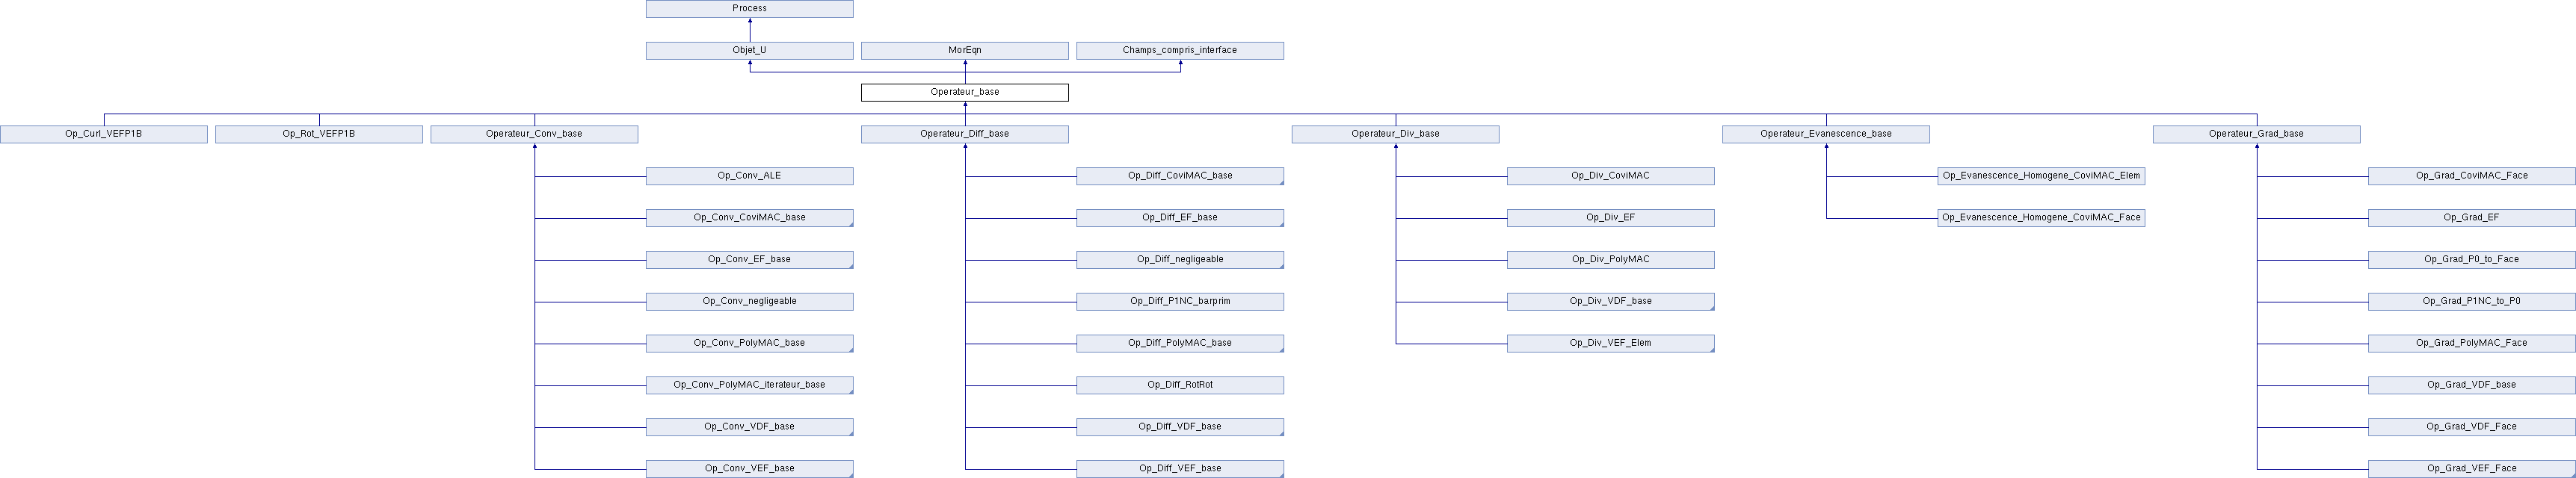 Process
Objet_U
MorEqn
Champs_compris_interface
Operateur_base
Op_Curl_VEFP1B
Op_Rot_VEFP1B
Operateur_Conv_base
Operateur_Diff_base
Operateur_Div_base
Operateur_Evanescence_base
Operateur_Grad_base
Op_Conv_ALE
Op_Diff_CoviMAC_base
Op_Div_CoviMAC
Op_Evanescence_Homogene_CoviMAC_Elem
Op_Grad_CoviMAC_Face
Op_Conv_CoviMAC_base
Op_Diff_EF_base
Op_Div_EF
Op_Evanescence_Homogene_CoviMAC_Face
Op_Grad_EF
Op_Conv_EF_base
Op_Diff_negligeable
Op_Div_PolyMAC
Op_Grad_P0_to_Face
Op_Conv_negligeable
Op_Diff_P1NC_barprim
Op_Div_VDF_base
Op_Grad_P1NC_to_P0
Op_Conv_PolyMAC_base
Op_Diff_PolyMAC_base
Op_Div_VEF_Elem
Op_Grad_PolyMAC_Face
Op_Conv_PolyMAC_iterateur_base
Op_Diff_RotRot
Op_Grad_VDF_base
Op_Conv_VDF_base
Op_Diff_VDF_base
Op_Grad_VDF_Face
Op_Conv_VEF_base
Op_Diff_VEF_base
Op_Grad_VEF_Face